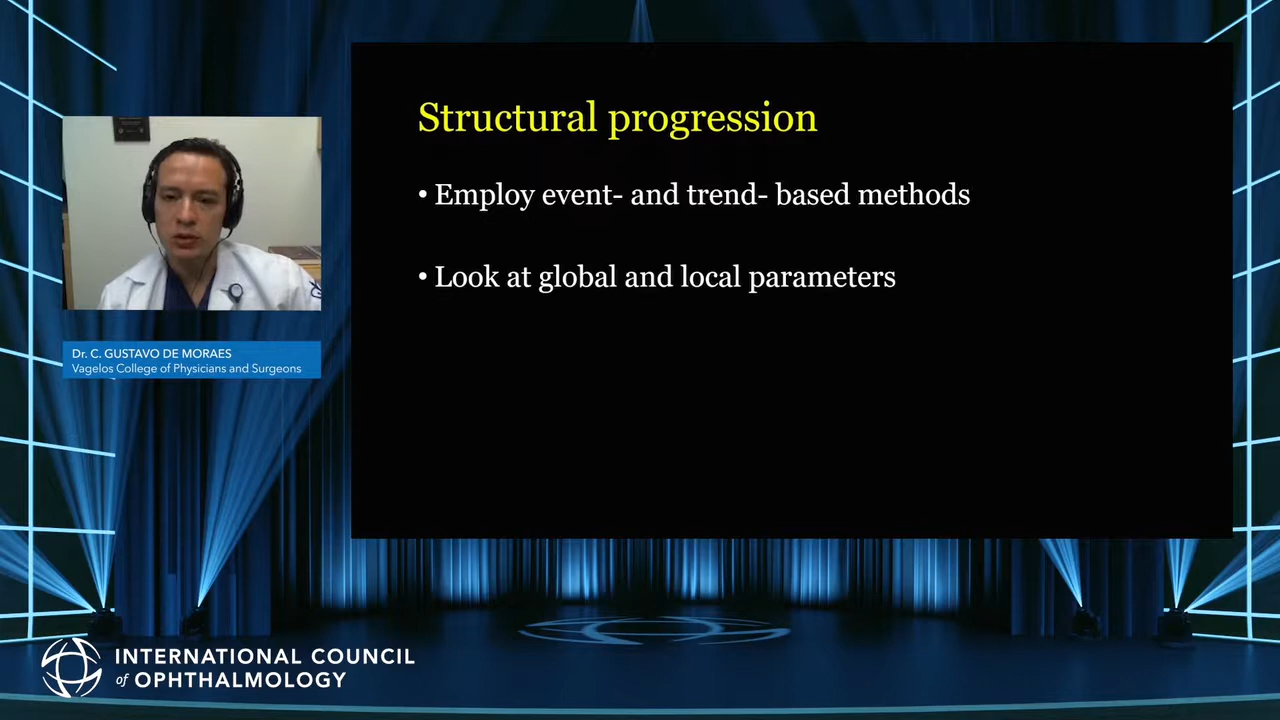 Structural progression
• Employ event- and trend- based methods
• Look at global and local parameters
Dr. C. GUSTAVO DE MORAES
Vagelos College of Physicians and Surgeons
INTERNATIONAL COUNCIL
of OPHTHALMOLOGY